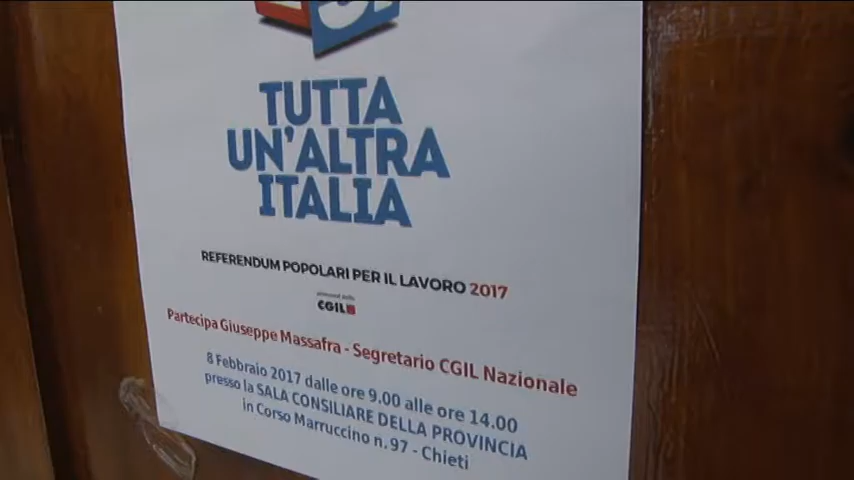 TUTTA
UN'ALTRA
ITALIA
REFERENDUM POPOLARI PER IL LAVORO 2017
CGIL
Partecipa Giuseppe Massafra - Segretario CGIL Nazionale
8 Febbraio 2017 dalle ore 9.00 alle ore 14.00
presso la SALA CONSILIARE DELLA PROVINCIA
in Corso Marruccino n.97 - Chieti